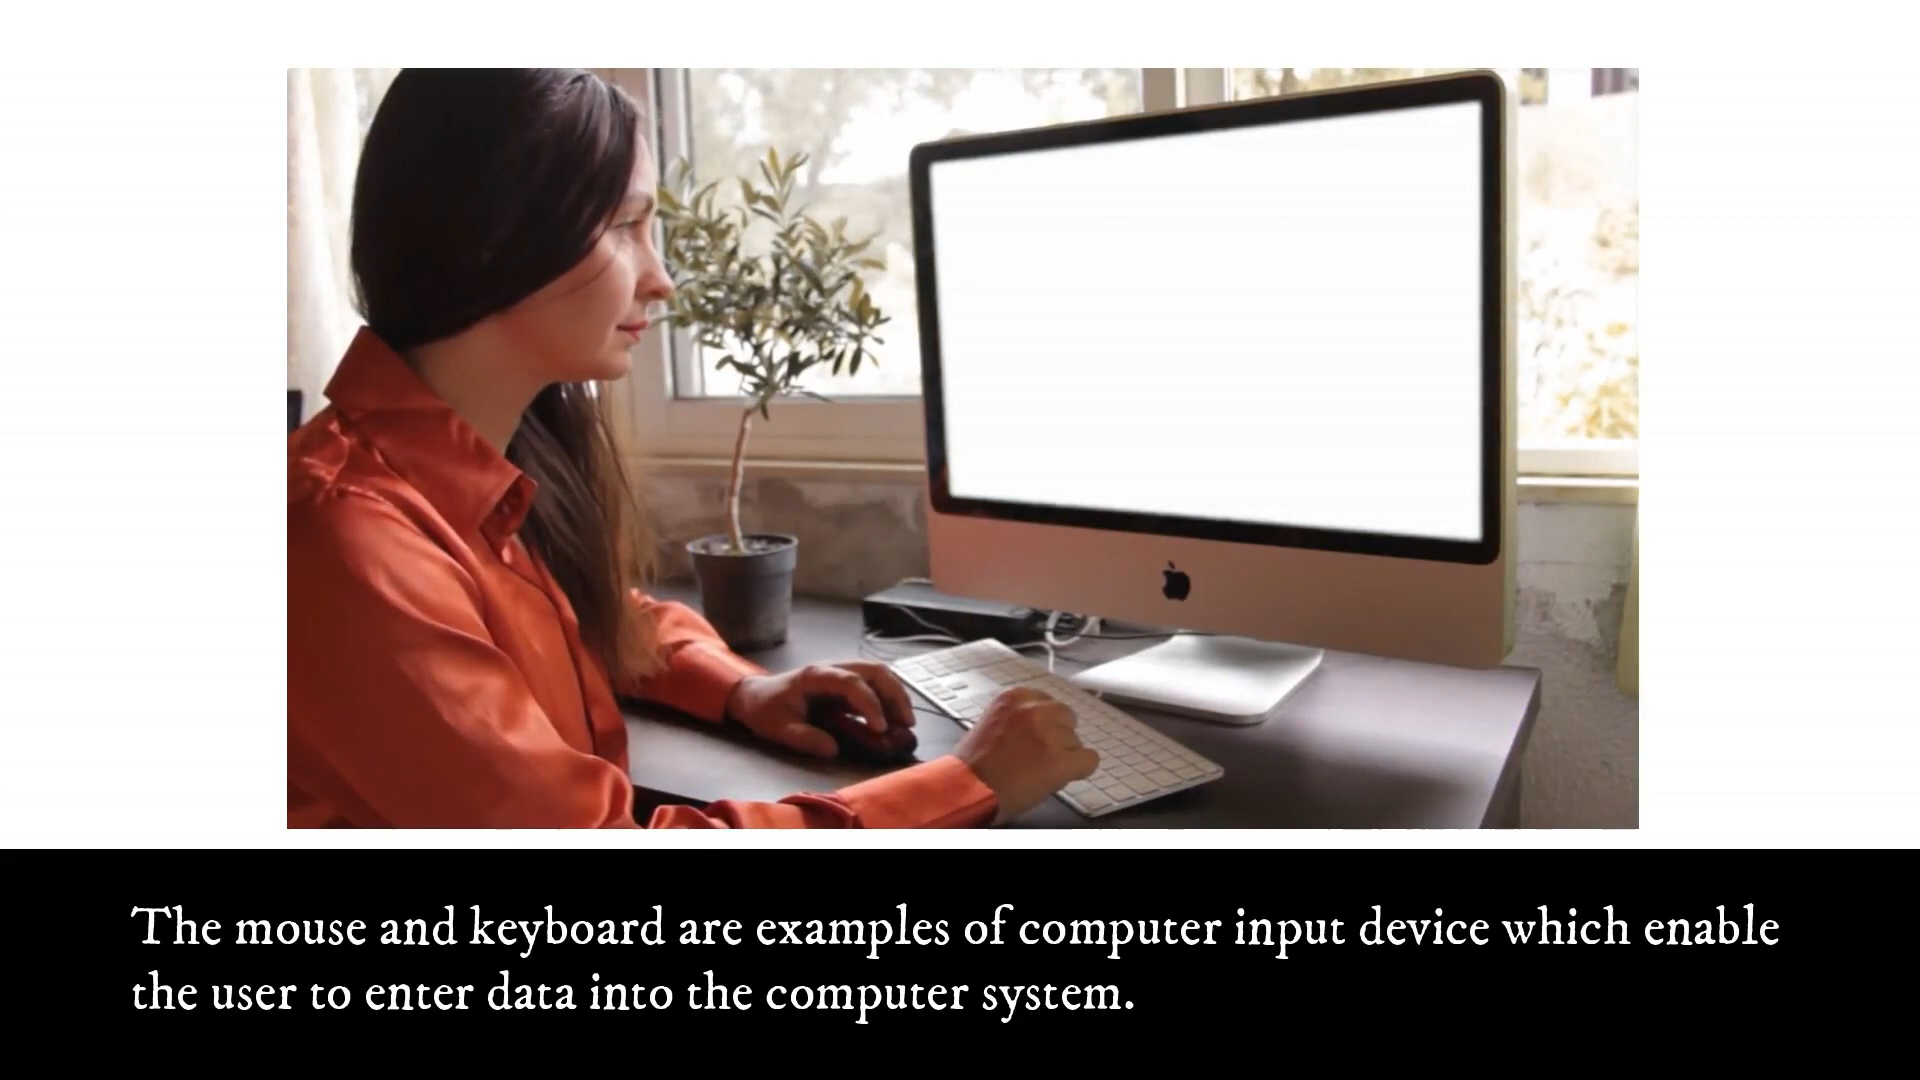 The mouse and keyboard are examples of computer input device which enable
the user to enter data into the computer system.